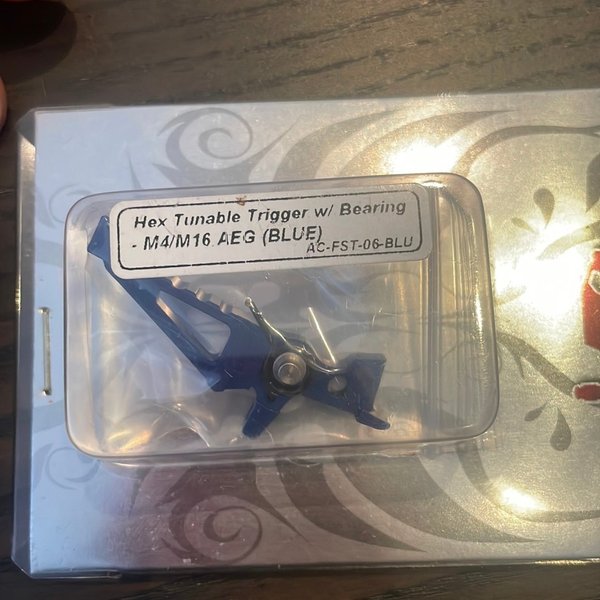 Hex Tunable Trigger w/ Bearing
- M4/M16 AEG (BLUE)
AC-FST-06-BLU